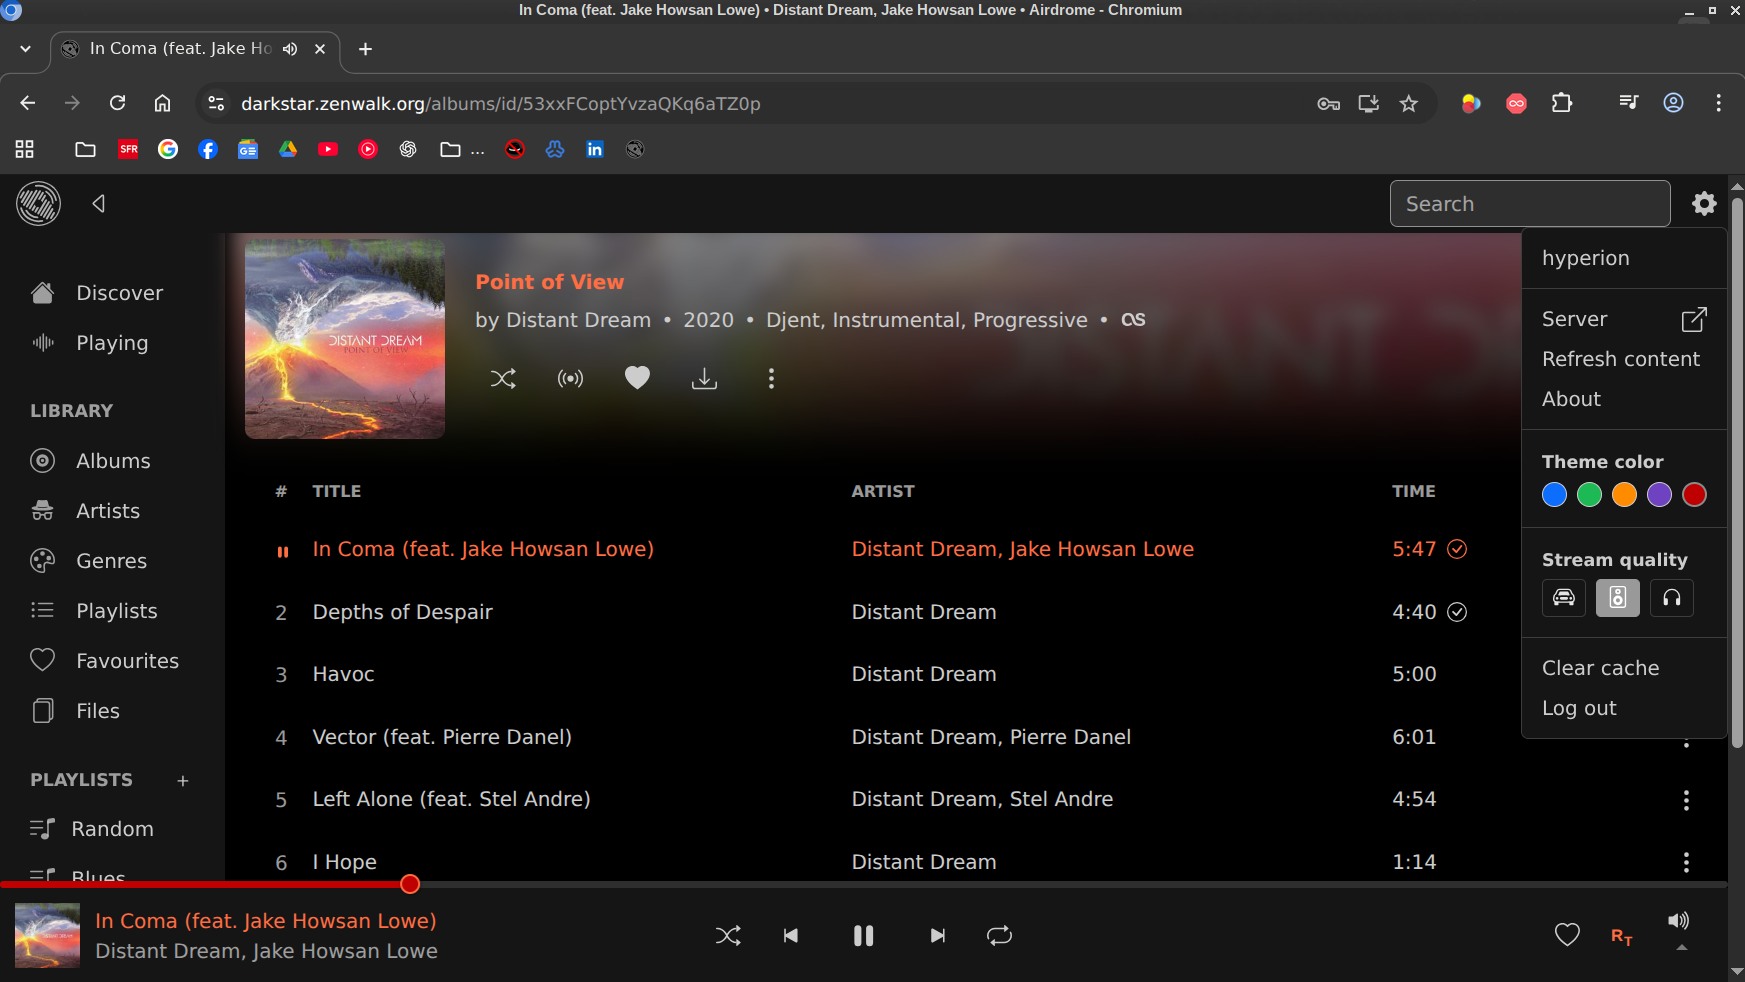 In Coma (feat. Jake Howsan Lowe) • Distant Dream, Jake Howsan Lowe • Airdrome - Chromium
In Coma (feat. Jake Ho
darkstar.zenwalk.org/albums/id/53xxFCoptYvzaQKq6aTZ0p
SFR
GE
...
in
Search
hyperion
Server
Refresh content
About
Theme color
Stream quality
Clear cache
Log out
Discover
Playing
LIBRARY
Albums
Artists
Genres
Playlists
Favourites
Files
PLAYLISTS +
Random
Blues
DISTANT DREAM
POINT OF VIEW
Point of View
by Distant Dream • 2020 • Djent, Instrumental, Progressive •
# TITLE ARTIST TIME
In Coma (feat. Jake Howsan Lowe) Distant Dream, Jake Howsan Lowe 5:47
2 Depths of Despair Distant Dream 4:40
3 Havoc Distant Dream 5:00
4 Vector (feat. Pierre Danel) Distant Dream, Pierre Danel 6:01
5 Left Alone (feat. Stel Andre) Distant Dream, Stel Andre 4:54
6 I Hope Distant Dream 1:14
In Coma (feat. Jake Howsan Lowe)
Distant Dream, Jake Howsan Lowe
RT